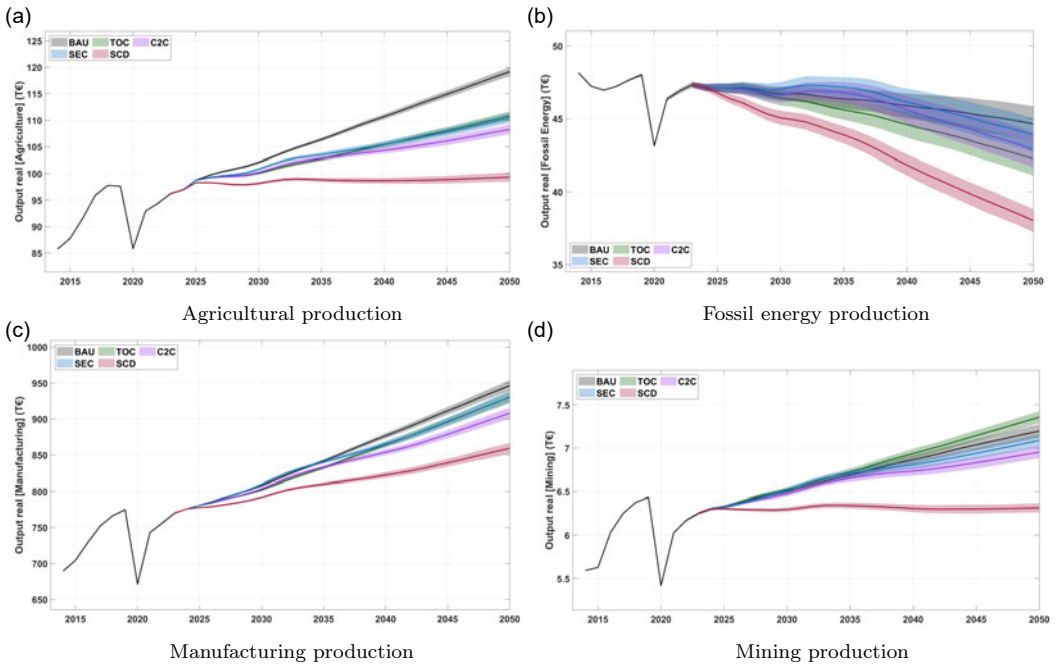 (a)
Output real [Agriculture] (T€)
125
120
115
110
105
100
95
90
85
BAU TOC C2C
SEC SCD
2015 2020 2025 2030 2035 2040 2045 2050
Agricultural production
(b)
Output real [Fossil Energy] (T€)
50
45
40
35
BAU TOC C2C
SEC SCD
2015 2020 2025 2030 2035 2040 2045 2050
Fossil energy production
(c)
Output real [Manufacturing] (T€)
1000
950
900
850
800
750
700
650
BAU TOC C2C
SEC SCD
2015 2020 2025 2030 2035 2040 2045 2050
Manufacturing production
(d)
Output real [Mining] (T€)
7.5
7
6.5
6
5.5
BAU TOC C2C
SEC SCD
2015 2020 2025 2030 2035 2040 2045 2050
Mining production